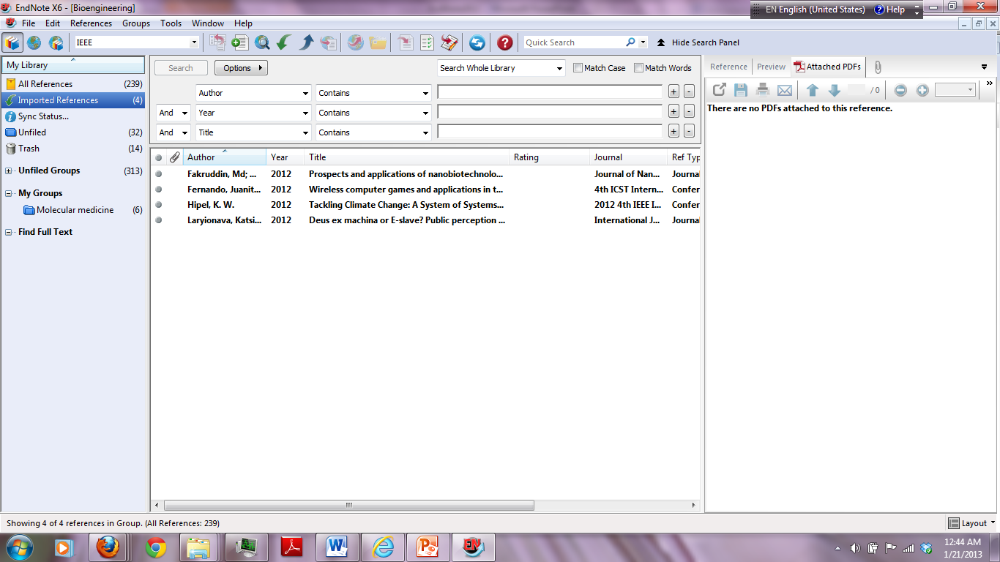 EndNote X6 - [Bioengineering]
EN English (United States) ? Help
File Edit References Groups Tools Window Help
IEEE
Quick Search
Hide Search Panel
My Library
All References (239)
Imported References (4)
Sync Status...
Unfiled (32)
Trash (14)
Unfiled Groups (313)
My Groups
Molecular medicine (6)
Find Full Text
Search Options Search Whole Library Match Case Match Words
Author Contains + -
And Year Contains + -
And Title Contains + -
Author Year Title Rating Journal Ref Typ
Fakruddin, Md; ... 2012 Prospects and applications of nanobiotechnolo... Journal of Nan... Journa
Fernando, Juanit... 2012 Wireless computer games and applications in t... 4th ICST Intern... Confer
Hipel, K. W. 2012 Tackling Climate Change: A System of Systems... 2012 4th IEEE I... Confer
Laryionava, Katsi... 2012 Deus ex machina or E-slave? Public perception ... International J... Journa
Reference Preview Attached PDFs
/ 0
There are no PDFs attached to this reference.
Showing 4 of 4 references in Group. (All References: 239)
Layout
EN
12:44 AM
1/21/2013